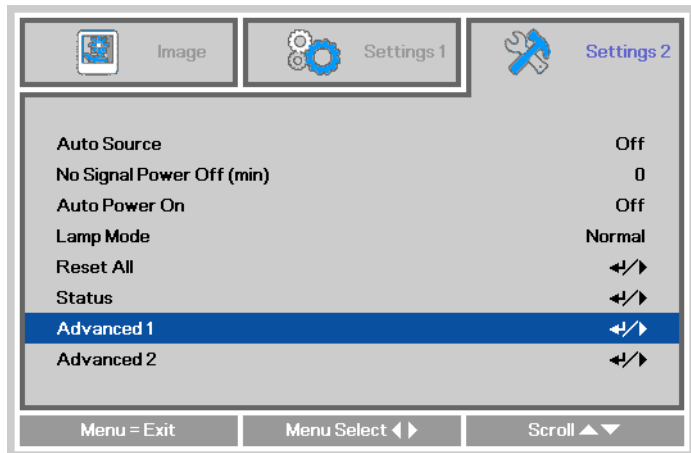 Image
Settings 1
Settings 2
Auto Source Off
No Signal Power Off (min) 0
Auto Power On Off
Lamp Mode Normal
Reset All ↵/▶
Status ↵/▶
Advanced 1 ↵/▶
Advanced 2 ↵/▶
Menu = Exit Menu Select ◀▶ Scroll ▲▼